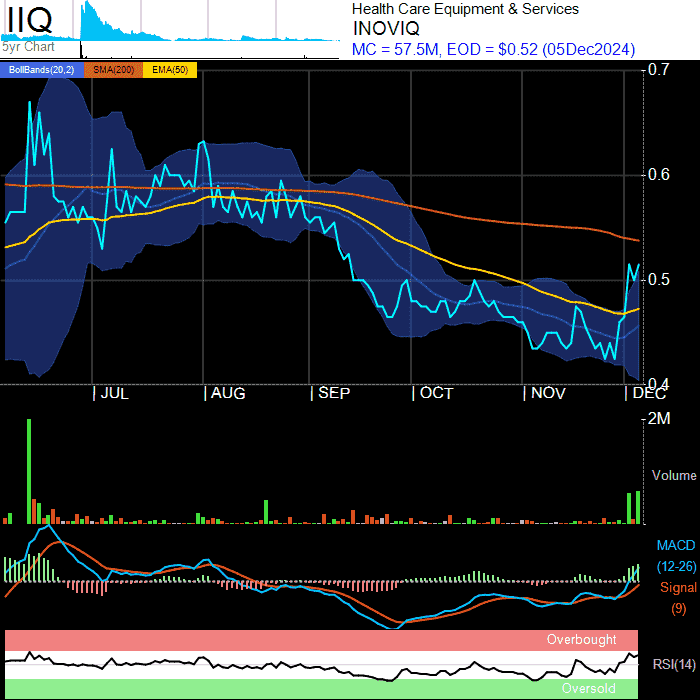 IIQ
5yr Chart
Health Care Equipment & Services
INOVIQ
MC = 57.5M, EOD = $0.52 (05Dec2024)
BollBands(20,2) SMA(200) EMA(50)
0.7
0.6
0.5
0.4
| JUL | AUG | SEP | OCT | NOV | DEC
2M
Volume
MACD
(12-26)
Signal
(9)
Overbought
RSI(14)
Oversold